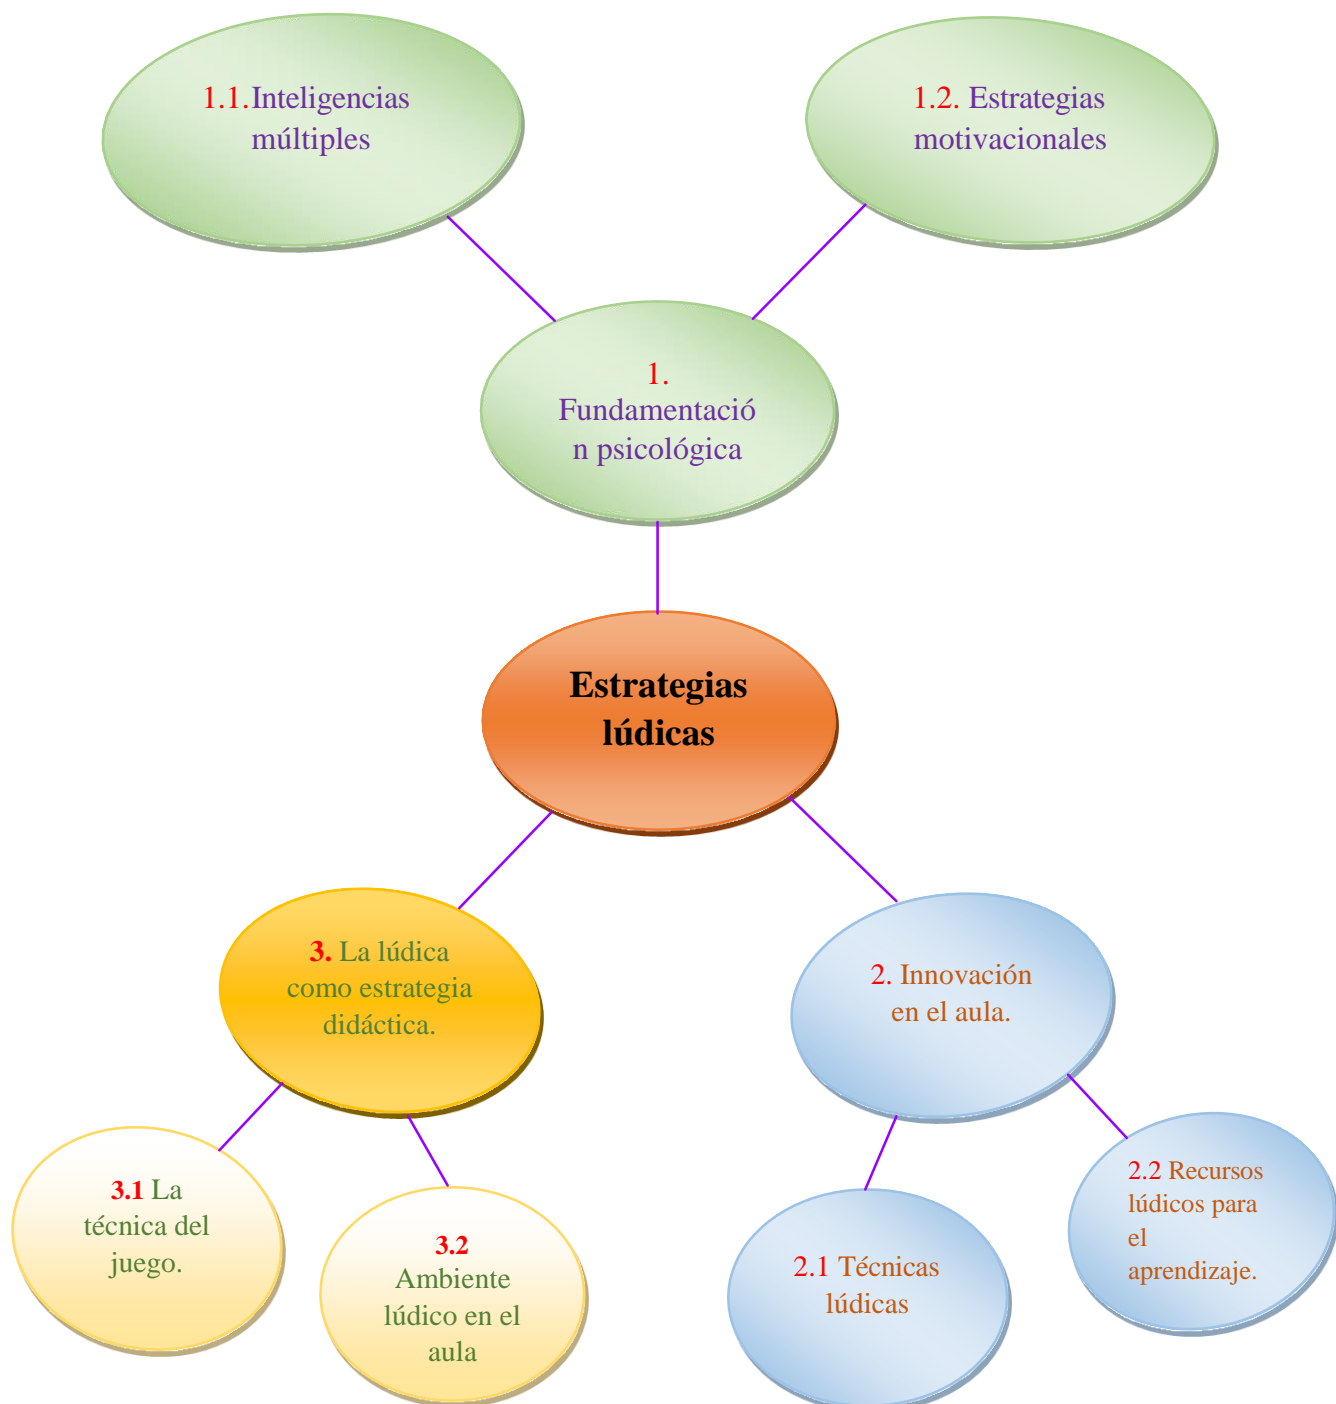 1.1. Inteligencias
múltiples
1.2. Estrategias
motivacionales
1.
Fundamentació
n psicológica
Estrategias
lúdicas
3. La lúdica
como estrategia
didáctica.
2. Innovación
en el aula.
3.1 La
técnica del
juego.
3.2
Ambiente
lúdico en el
aula
2.1 Técnicas
lúdicas
2.2 Recursos
lúdicos para
el
aprendizaje.